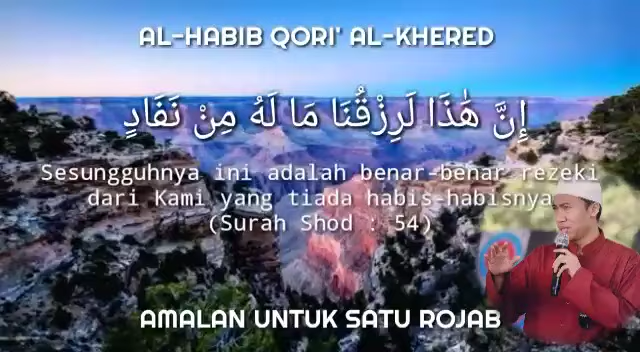 AL-HABIB QORI' AL-KHERED
إِنَّ هَٰذَا لَرِزْقُنَا مَا لَهُ مِنْ نَفَادٍ
Sesungguhnya ini adalah benar-benar rezeki
dari Kami yang tiada habis-habisnya
(Surah Shod : 54)
AMALAN UNTUK SATU ROJAB